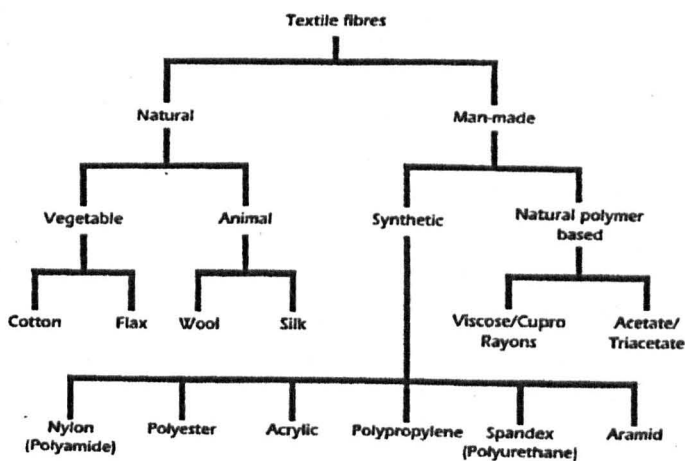 Textile fibres
Natural
Man-made
Vegetable
Animal
Synthetic
Natural polymer
based
Cotton
Flax
Wool
Silk
Viscose/Cupro
Rayons
Acetate/
Triacetate
Nylon
(Polyamide)
Polyester
Acrylic
Polypropylene
Spandex
(Polyurethane)
Aramid